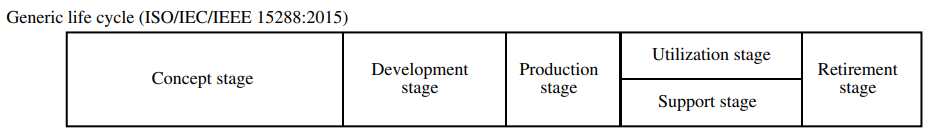 Generic life cycle (ISO/IEC/IEEE 15288:2015)
Concept stage
Development
stage
Production
stage
Utilization stage
Support stage
Retirement
stage